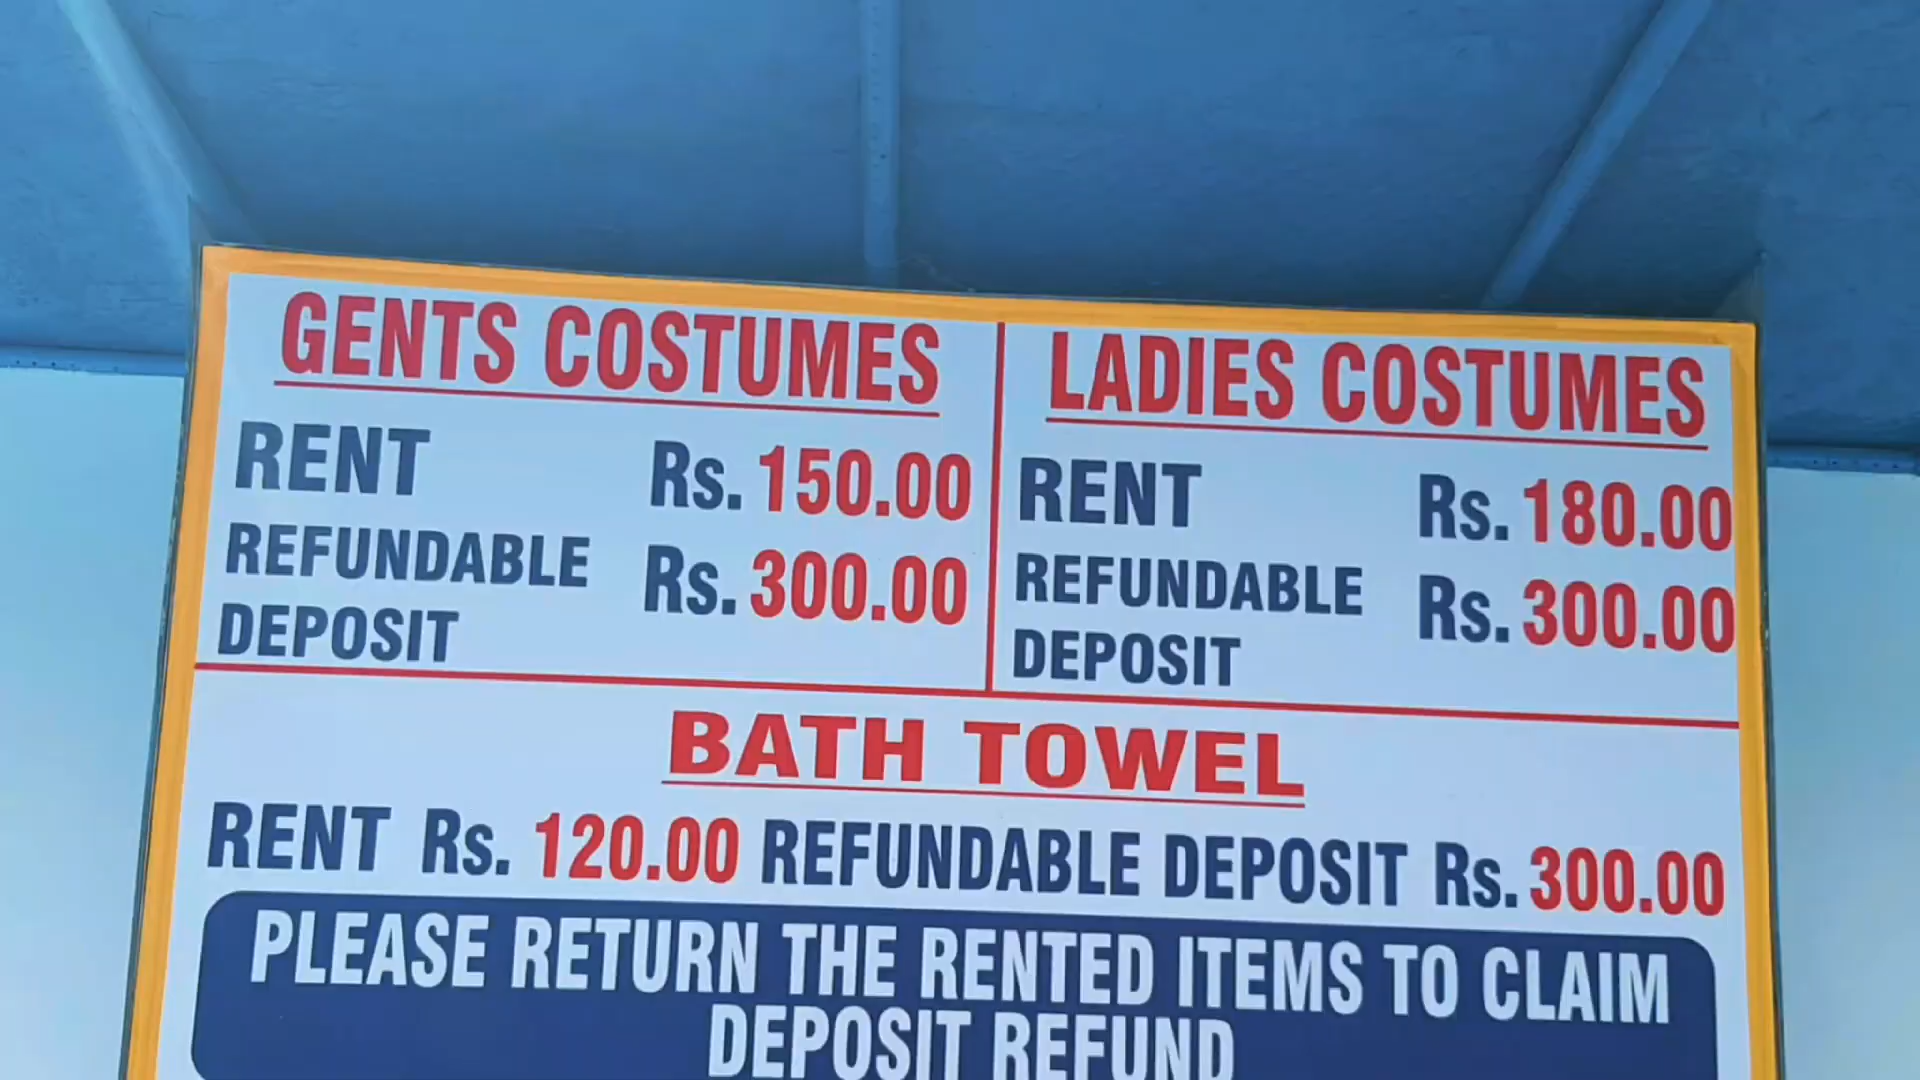 GENTS COSTUMES
RENT Rs. 150.00
REFUNDABLE DEPOSIT Rs. 300.00
LADIES COSTUMES
RENT Rs. 180.00
REFUNDABLE DEPOSIT Rs. 300.00
BATH TOWEL
RENT Rs. 120.00 REFUNDABLE DEPOSIT Rs. 300.00
PLEASE RETURN THE RENTED ITEMS TO CLAIM
DEPOSIT REFUND